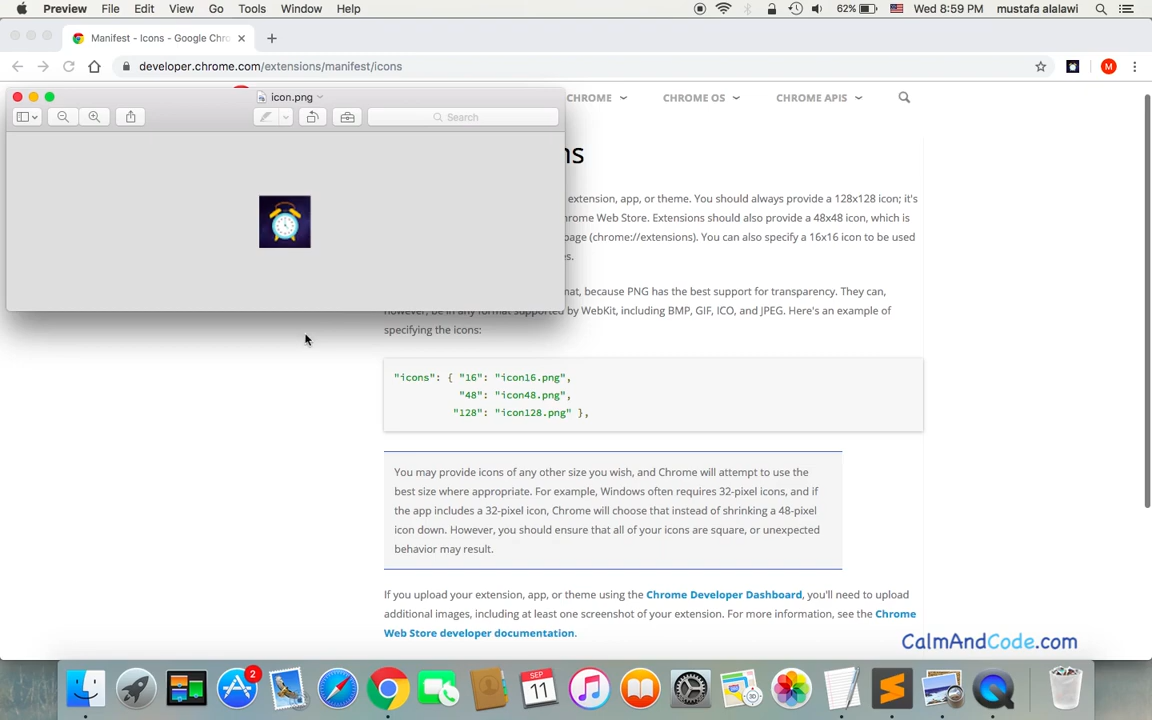 Preview File Edit View Go Tools Window Help 62% Wed 8:59 PM mustafa alalawi
Manifest - Icons - Google Chro
developer.chrome.com/extensions/manifest/icons
M
icon.png
Search
CHROME CHROME OS CHROME APIS
ns
extension, app, or theme. You should always provide a 128x128 icon; it's
hrome Web Store. Extensions should also provide a 48x48 icon, which is
page (chrome://extensions). You can also specify a 16x16 icon to be used
es.
mat, because PNG has the best support for transparency. They can,
however, be in any format supported by WebKit, including BMP, GIF, ICO, and JPEG. Here's an example of
specifying the icons:
"icons": { "16": "icon16.png",
"48": "icon48.png",
"128": "icon128.png" },
You may provide icons of any other size you wish, and Chrome will attempt to use the
best size where appropriate. For example, Windows often requires 32-pixel icons, and if
the app includes a 32-pixel icon, Chrome will choose that instead of shrinking a 48-pixel
icon down. However, you should ensure that all of your icons are square, or unexpected
behavior may result.
If you upload your extension, app, or theme using the Chrome Developer Dashboard, you'll need to upload
additional images, including at least one screenshot of your extension. For more information, see the Chrome
Web Store developer documentation.
CalmAndCode.com
2
SEP
11